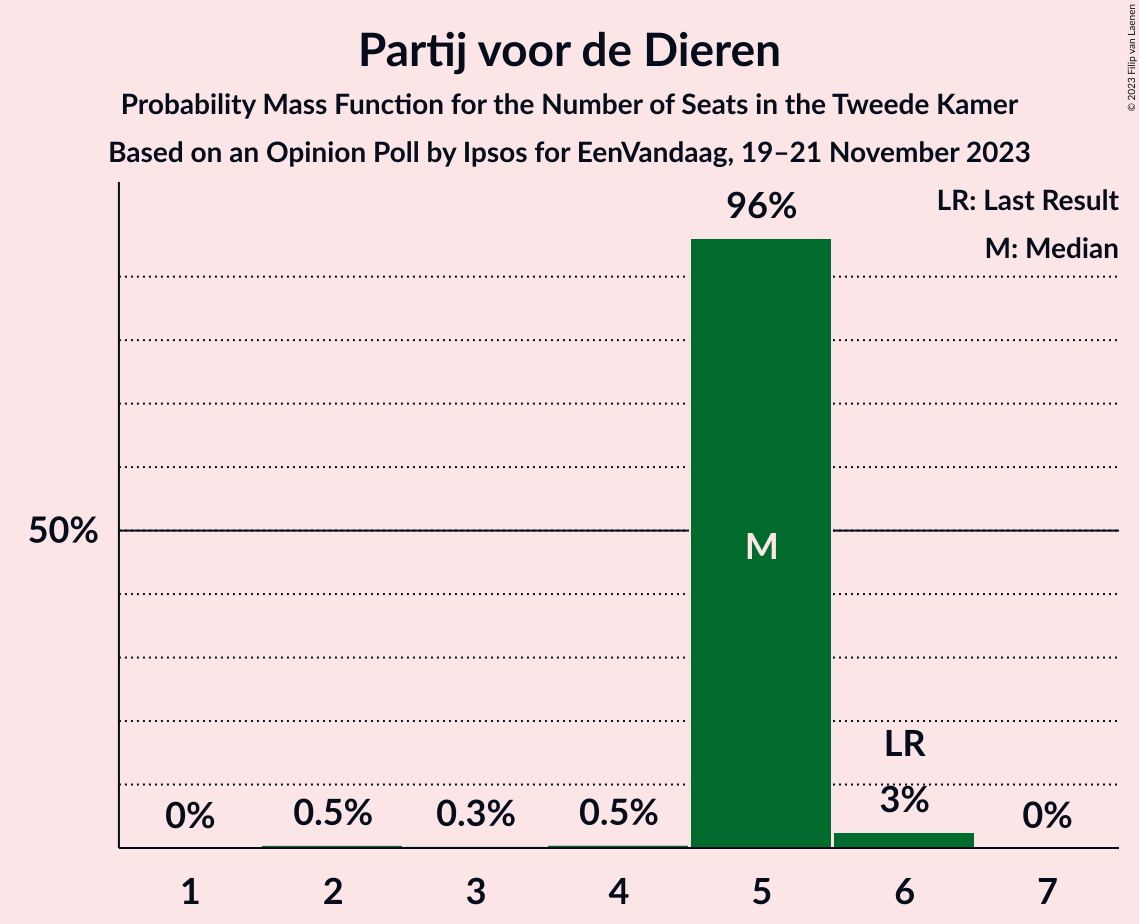 Partij voor de Dieren
Probability Mass Function for the Number of Seats in the Tweede Kamer
Based on an Opinion Poll by Ipsos for EenVandaag, 19–21 November 2023
© 2023 Filip van Laenen
LR: Last Result
M: Median
96%
50%
M
LR
0%
0.5%
0.3%
0.5%
3%
0%
1 2 3 4 5 6 7